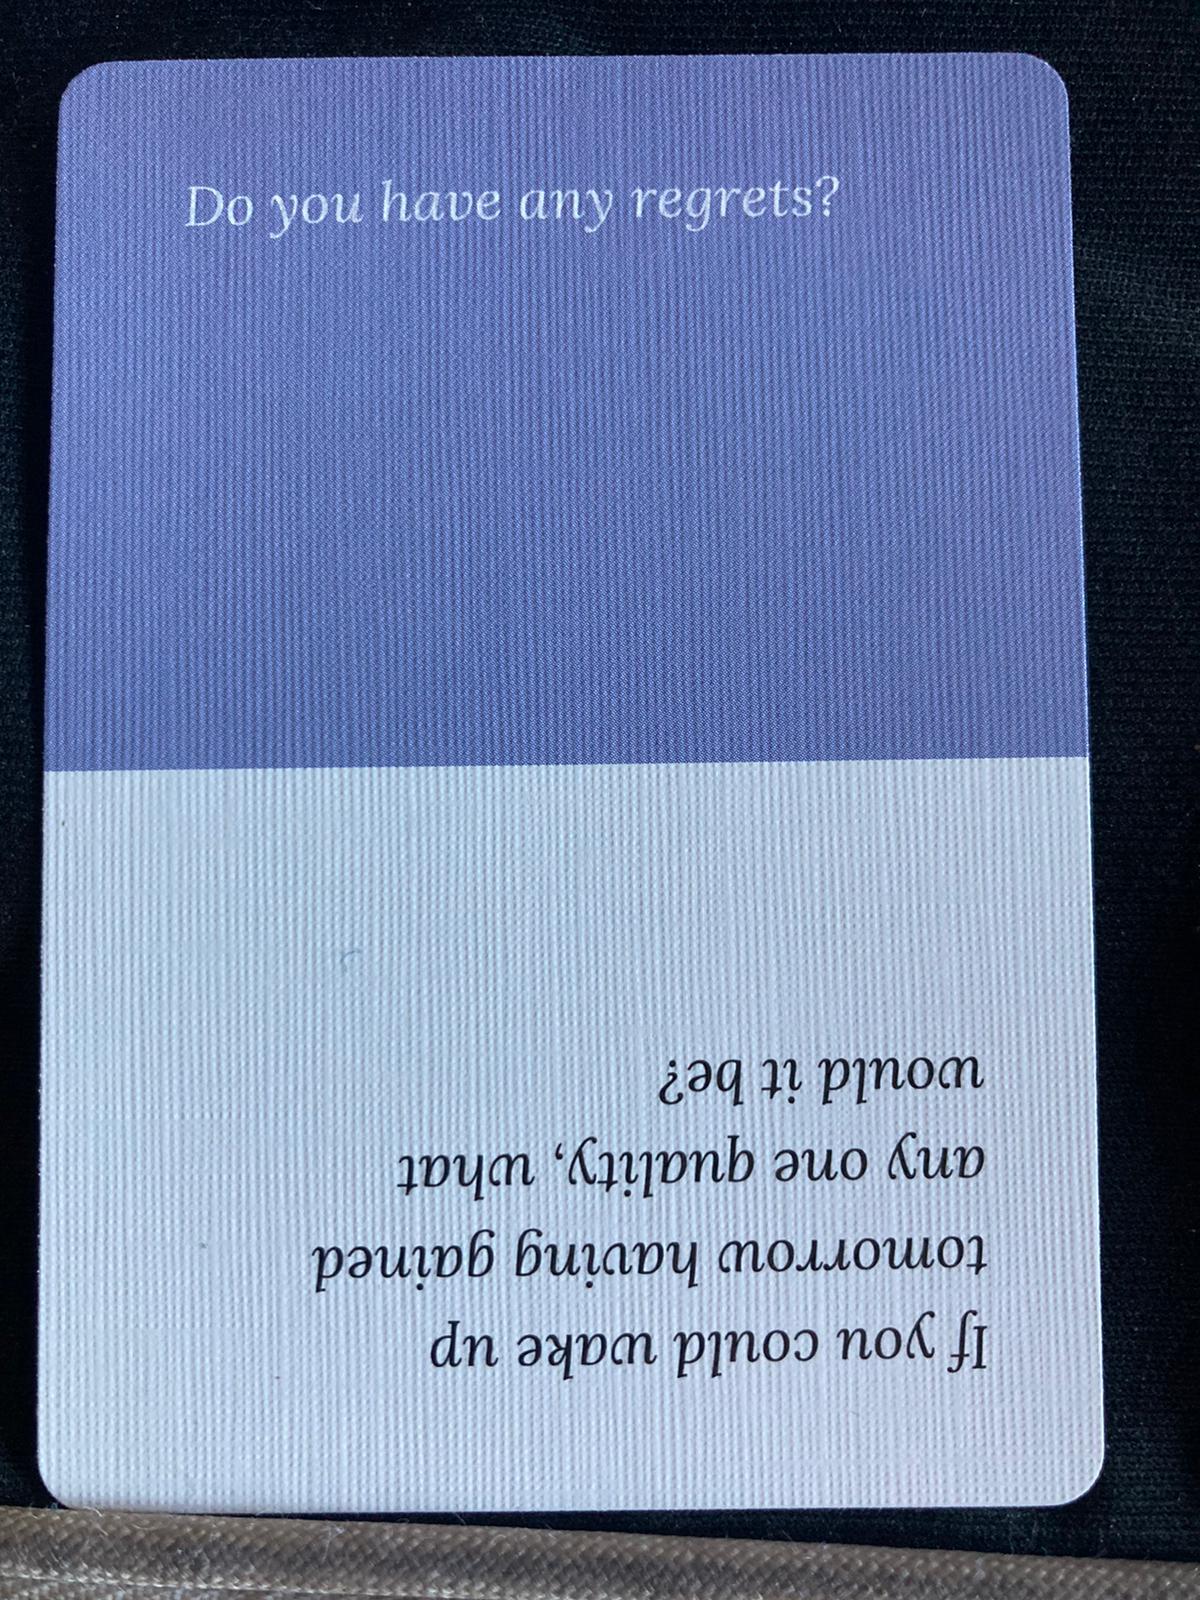 Do you have any regrets?
If you could wake up
tomorrow having gained
any one quality, what
would it be?